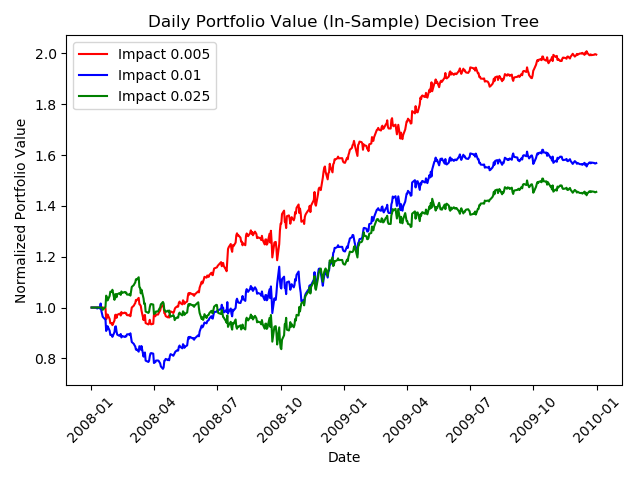 Daily Portfolio Value (In-Sample) Decision Tree
Impact 0.005
Impact 0.01
Impact 0.025
Normalized Portfolio Value
2.0
1.8
1.6
1.4
1.2
1.0
0.8
2008-01
2008-04
2008-07
2008-10
2009-01
2009-04
2009-07
2009-10
2010-01
Date